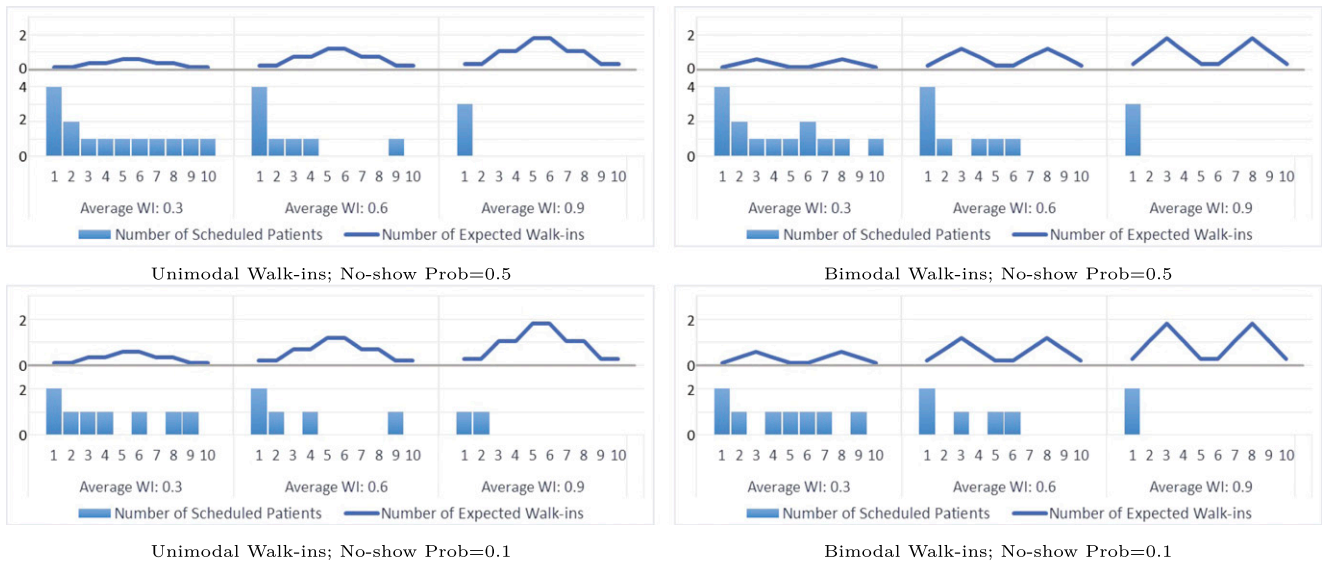 2
0
4
2
0
1 2 3 4 5 6 7 8 9 10 1 2 3 4 5 6 7 8 9 10 1 2 3 4 5 6 7 8 9 10
Average WI: 0.3 Average WI: 0.6 Average WI: 0.9
Number of Scheduled Patients Number of Expected Walk-ins
Unimodal Walk-ins; No-show Prob=0.5
2
0
4
2
0
1 2 3 4 5 6 7 8 9 10 1 2 3 4 5 6 7 8 9 10 1 2 3 4 5 6 7 8 9 10
Average WI: 0.3 Average WI: 0.6 Average WI: 0.9
Number of Scheduled Patients Number of Expected Walk-ins
Bimodal Walk-ins; No-show Prob=0.5
2
0
2
0
1 2 3 4 5 6 7 8 9 10 1 2 3 4 5 6 7 8 9 10 1 2 3 4 5 6 7 8 9 10
Average WI: 0.3 Average WI: 0.6 Average WI: 0.9
Number of Scheduled Patients Number of Expected Walk-ins
Unimodal Walk-ins; No-show Prob=0.1
2
0
2
0
1 2 3 4 5 6 7 8 9 10 1 2 3 4 5 6 7 8 9 10 1 2 3 4 5 6 7 8 9 10
Average WI: 0.3 Average WI: 0.6 Average WI: 0.9
Number of Scheduled Patients Number of Expected Walk-ins
Bimodal Walk-ins; No-show Prob=0.1